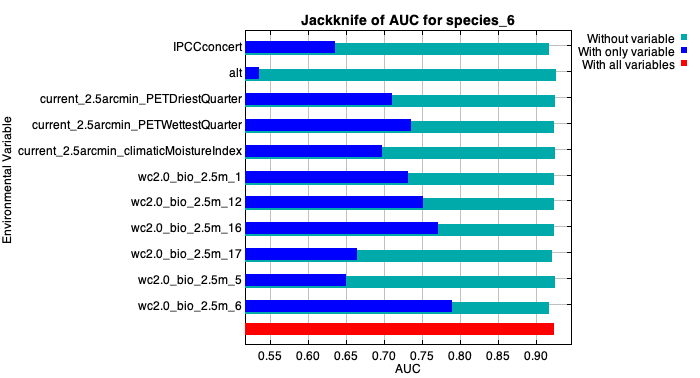 Jackknife of AUC for species_6
Without variable
With only variable
With all variables
Environmental Variable
IPCCconcert
alt
current_2.5arcmin_PETDriestQuarter
current_2.5arcmin_PETWettestQuarter
current_2.5arcmin_climaticMoistureIndex
wc2.0_bio_2.5m_1
wc2.0_bio_2.5m_12
wc2.0_bio_2.5m_16
wc2.0_bio_2.5m_17
wc2.0_bio_2.5m_5
wc2.0_bio_2.5m_6
0.55 0.60 0.65 0.70 0.75 0.80 0.85 0.90
AUC